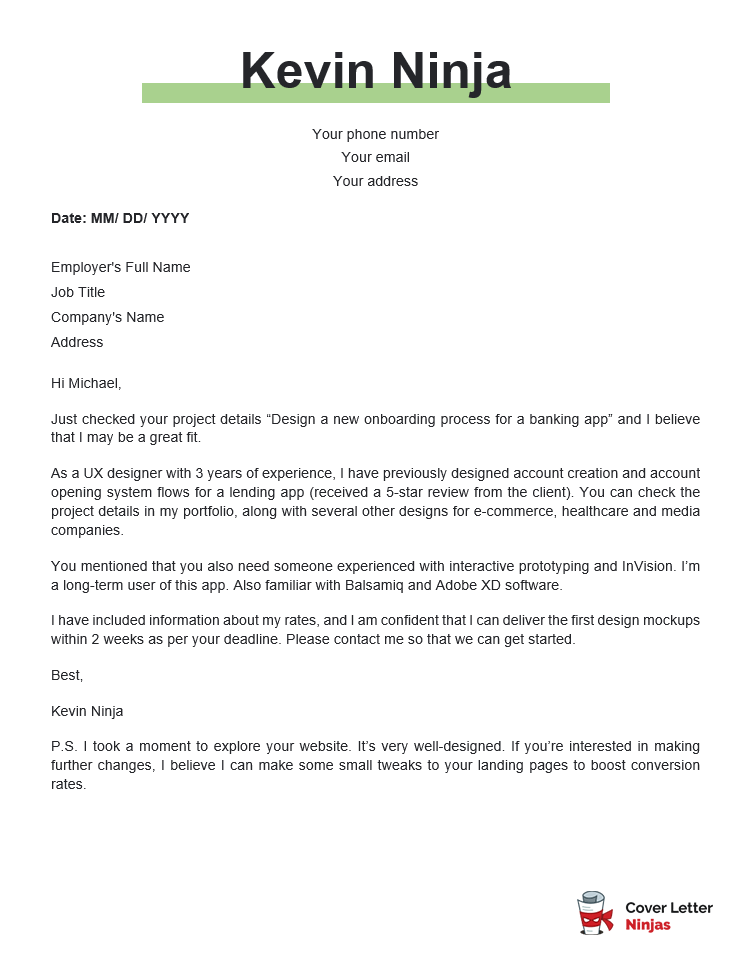 Kevin Ninja
Your phone number
Your email
Your address
Date: MM/ DD/ YYYY
Employer's Full Name
Job Title
Company's Name
Address
Hi Michael,
Just checked your project details “Design a new onboarding process for a banking app” and I believe
that I may be a great fit.
As a UX designer with 3 years of experience, I have previously designed account creation and account
opening system flows for a lending app (received a 5-star review from the client). You can check the
project details in my portfolio, along with several other designs for e-commerce, healthcare and media
companies.
You mentioned that you also need someone experienced with interactive prototyping and InVision. I’m
a long-term user of this app. Also familiar with Balsamiq and Adobe XD software.
I have included information about my rates, and I am confident that I can deliver the first design mockups
within 2 weeks as per your deadline. Please contact me so that we can get started.
Best,
Kevin Ninja
P.S. I took a moment to explore your website. It’s very well-designed. If you’re interested in making
further changes, I believe I can make some small tweaks to your landing pages to boost conversion
rates.
Cover Letter
Ninjas